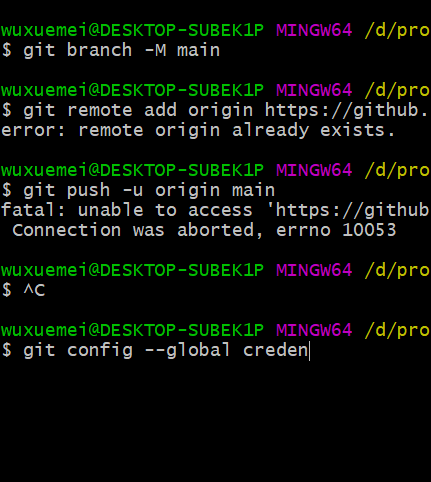 wuxuemei@DESKTOP-SUBEK1P MINGW64 /d/pro
$ git branch -M main
wuxuemei@DESKTOP-SUBEK1P MINGW64 /d/pro
$ git remote add origin https://github.
error: remote origin already exists.
wuxuemei@DESKTOP-SUBEK1P MINGW64 /d/pro
$ git push -u origin main
fatal: unable to access 'https://github
Connection was aborted, errno 10053
wuxuemei@DESKTOP-SUBEK1P MINGW64 /d/pro
$ ^C
wuxuemei@DESKTOP-SUBEK1P MINGW64 /d/pro
$ git config --global creden